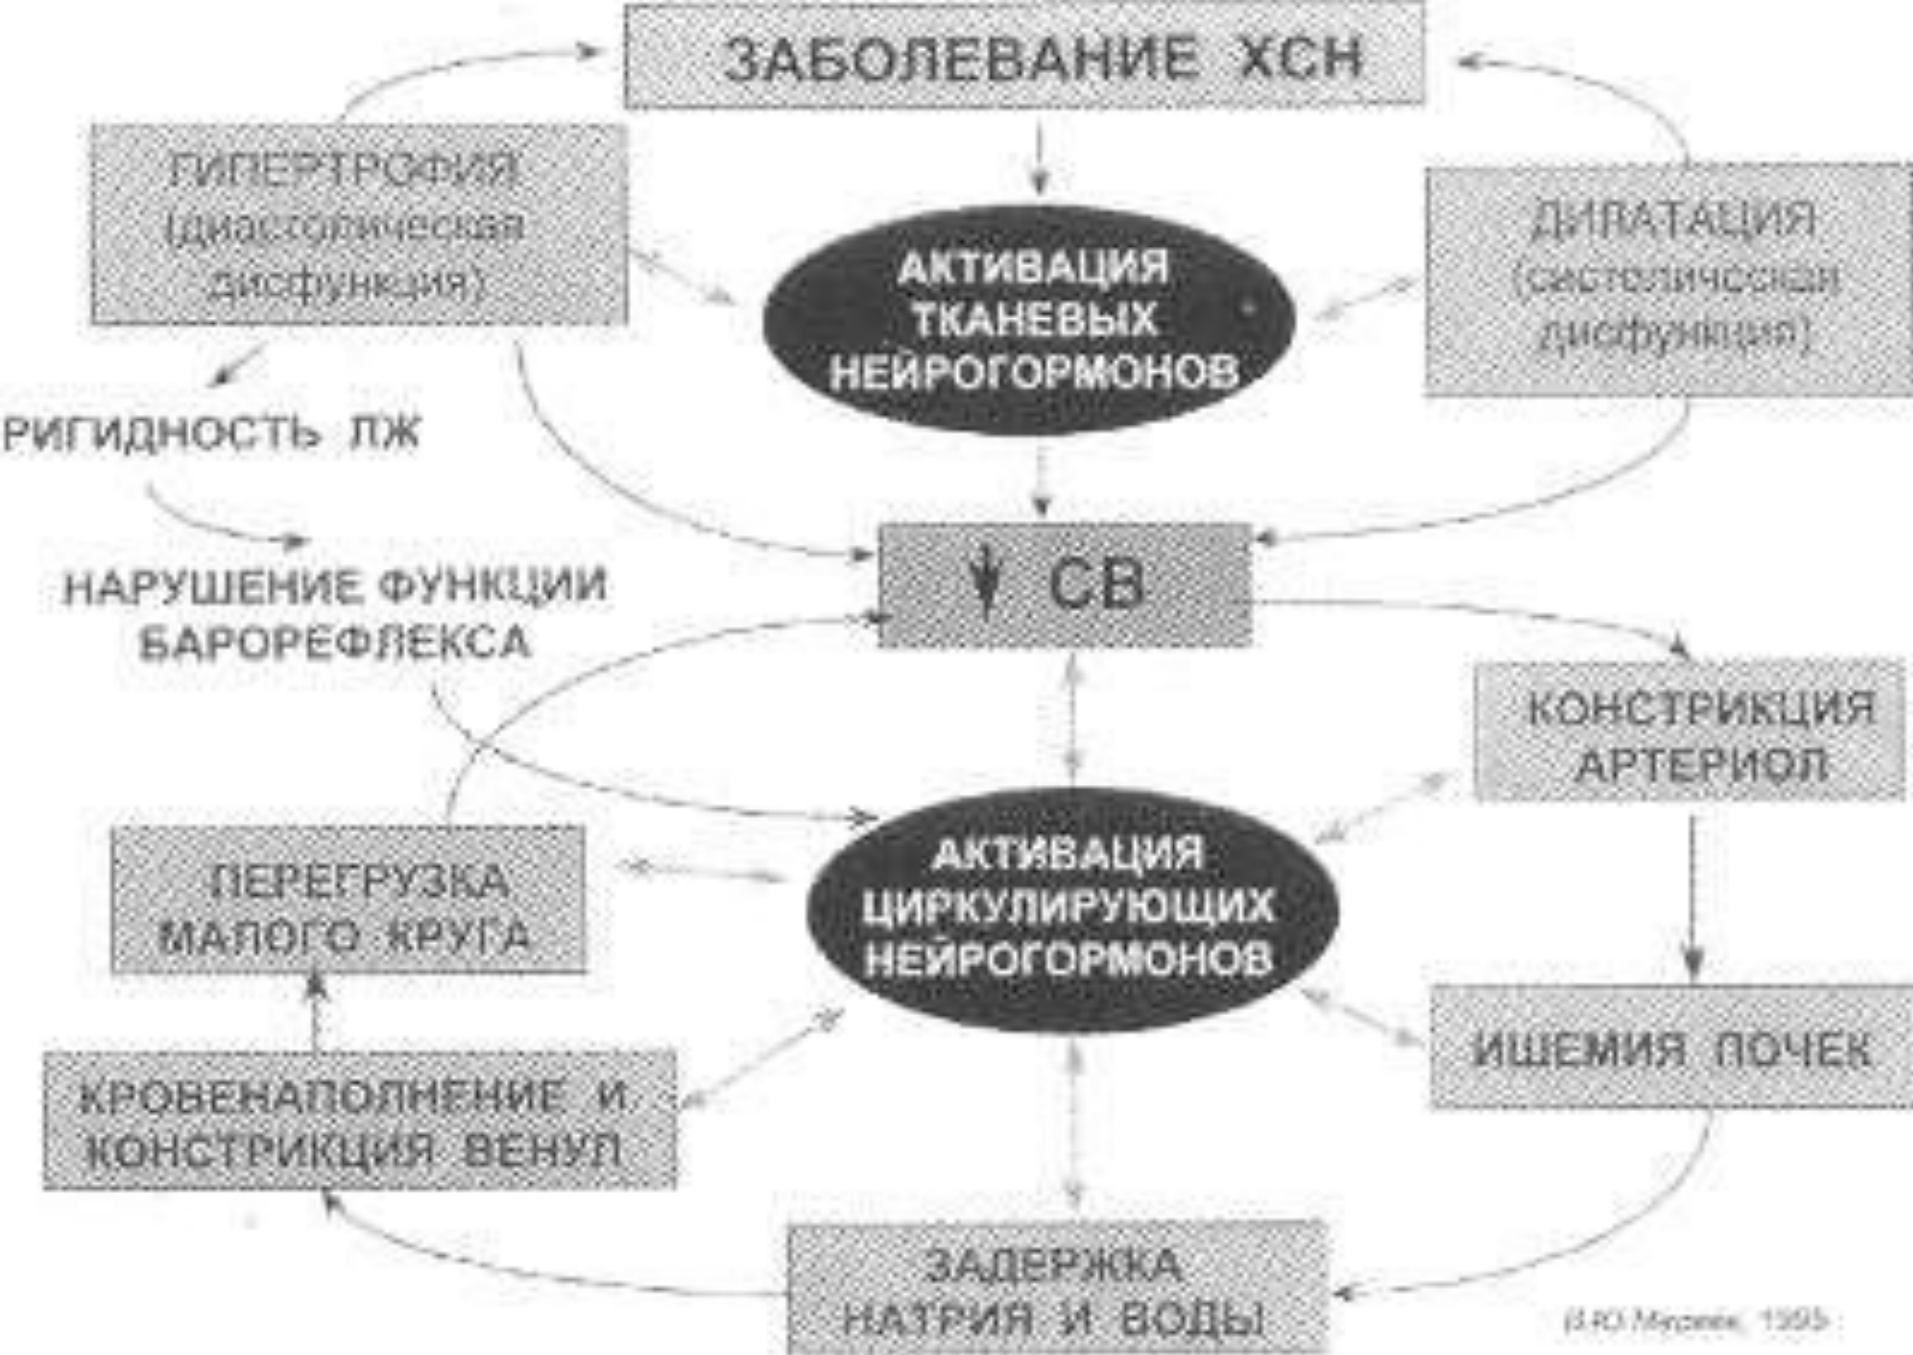 ЗАБОЛЕВАНИЕ ХСН
ГИПЕРТРОФИЯ
(диастолическая
дисфункция)
АКТИВАЦИЯ
ТКАНЕВЫХ
НЕЙРОГОРМОНОВ
ДИЛАТАЦИЯ
(систолическая
дисфункция)
РИГИДНОСТЬ ЛЖ
НАРУШЕНИЕ ФУНКЦИИ
БАРОРЕФЛЕКСА
СВ
КОНСТРИКЦИЯ
АРТЕРИОЛ
ПЕРЕГРУЗКА
МАЛОГО КРУГА
АКТИВАЦИЯ
ЦИРКУЛИРУЮЩИХ
НЕЙРОГОРМОНОВ
ИШЕМИЯ ПОЧЕК
КРОВЕНАПОЛНЕНИЕ И
КОНСТРИКЦИЯ ВЕНУЛ
ЗАДЕРЖКА
НАТРИЯ И ВОДЫ